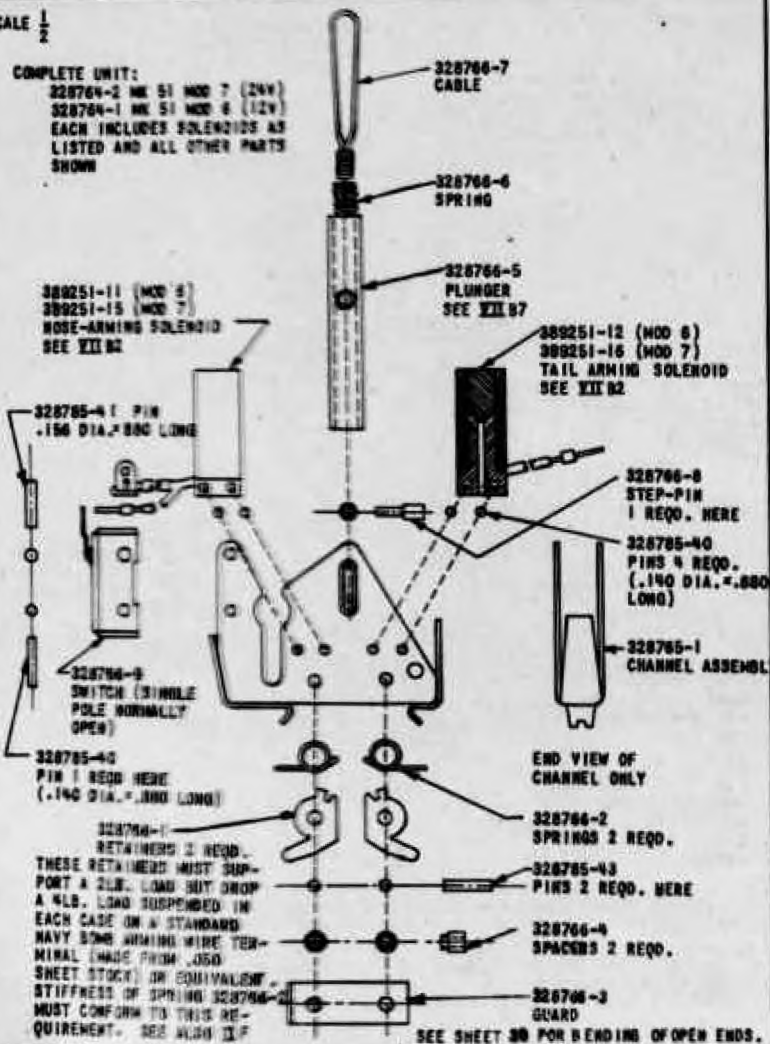 CALE 1/2
COMPLETE UNIT:
328764-2 MK 51 MOD 7 (24V)
328764-1 MK 51 MOD 6 (12V)
EACH INCLUDES SOLENOIDS AS
LISTED AND ALL OTHER PARTS
SHOWN
328766-7
CABLE
328766-6
SPRING
328766-5
PLUNGER
SEE VII B7
389251-11 (MOD 6)
389251-15 (MOD 7)
NOSE-ARMING SOLENOID
SEE VII B2
389251-12 (MOD 6)
389251-16 (MOD 7)
TAIL ARMING SOLENOID
SEE VII B2
328785-41 PIN
.156 DIA.×.880 LONG
328766-8
STEP-PIN
1 REQD. HERE
328785-40
PINS 4 REQD.
(.140 DIA.×.880
LONG)
328765-1
CHANNEL ASSEMBL
328766-9
SWITCH (SINGLE
POLE NORMALLY
OPEN)
328785-40
PIN 1 REQD HERE
(.140 DIA.×.880 LONG)
END VIEW OF
CHANNEL ONLY
328766-2
SPRINGS 2 REQD.
328766-1
RETAINERS 2 REQD.
THESE RETAINERS MUST SUP-
PORT A 2LB. LOAD BUT DROP
A 4LB. LOAD SUSPENDED IN
EACH CASE ON A STANDARD
NAVY BOMB ARMING WIRE TER-
MINAL (MADE FROM .050
SHEET STOCK) OR EQUIVALENT.
STIFFNESS OF SPRING 328766-2
MUST CONFORM TO THIS RE-
QUIREMENT. SEE ALSO II F
328785-43
PINS 2 REQD. HERE
328766-4
SPACERS 2 REQD.
328766-3
GUARD
SEE SHEET 30 FOR BENDING OF OPEN ENDS.